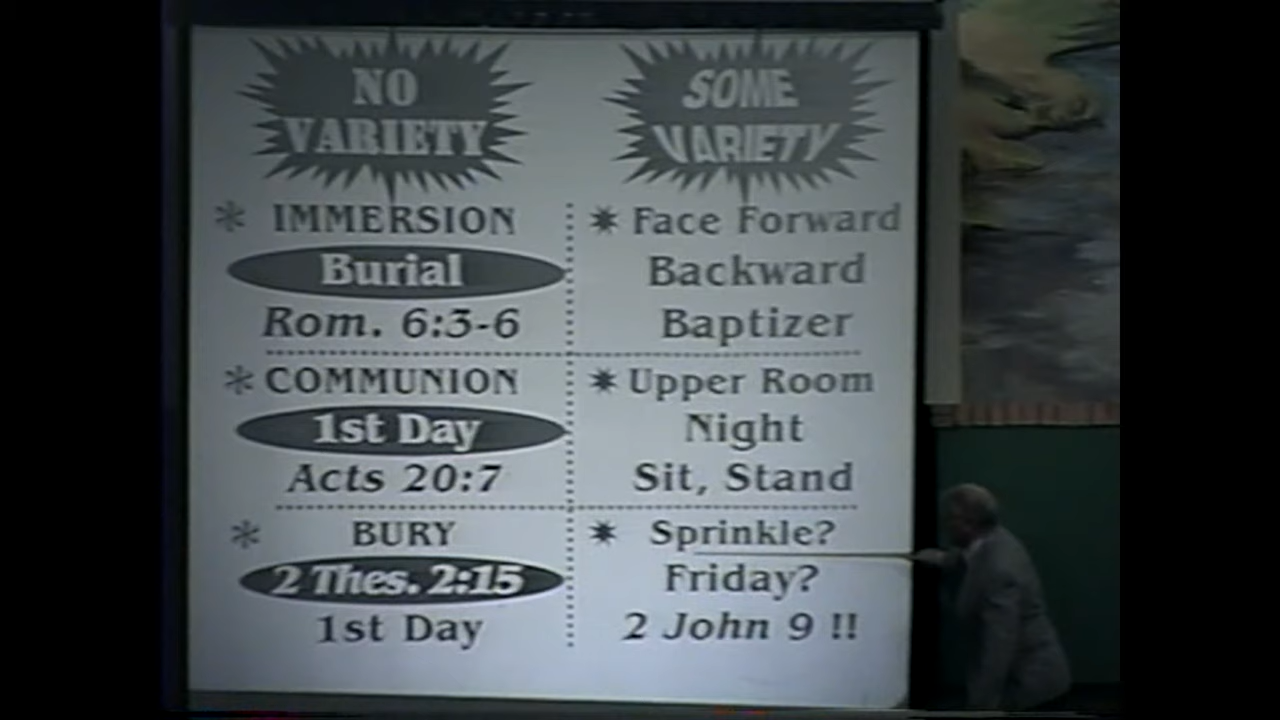 NO
VARIETY
* IMMERSION
Burial
Rom. 6:3-6
* COMMUNION
1st Day
Acts 20:7
* BURY
2 Thes. 2:15
1st Day
SOME
VARIETY
* Face Forward
Backward
Baptizer
* Upper Room
Night
Sit, Stand
* Sprinkle?
Friday?
2 John 9 !!